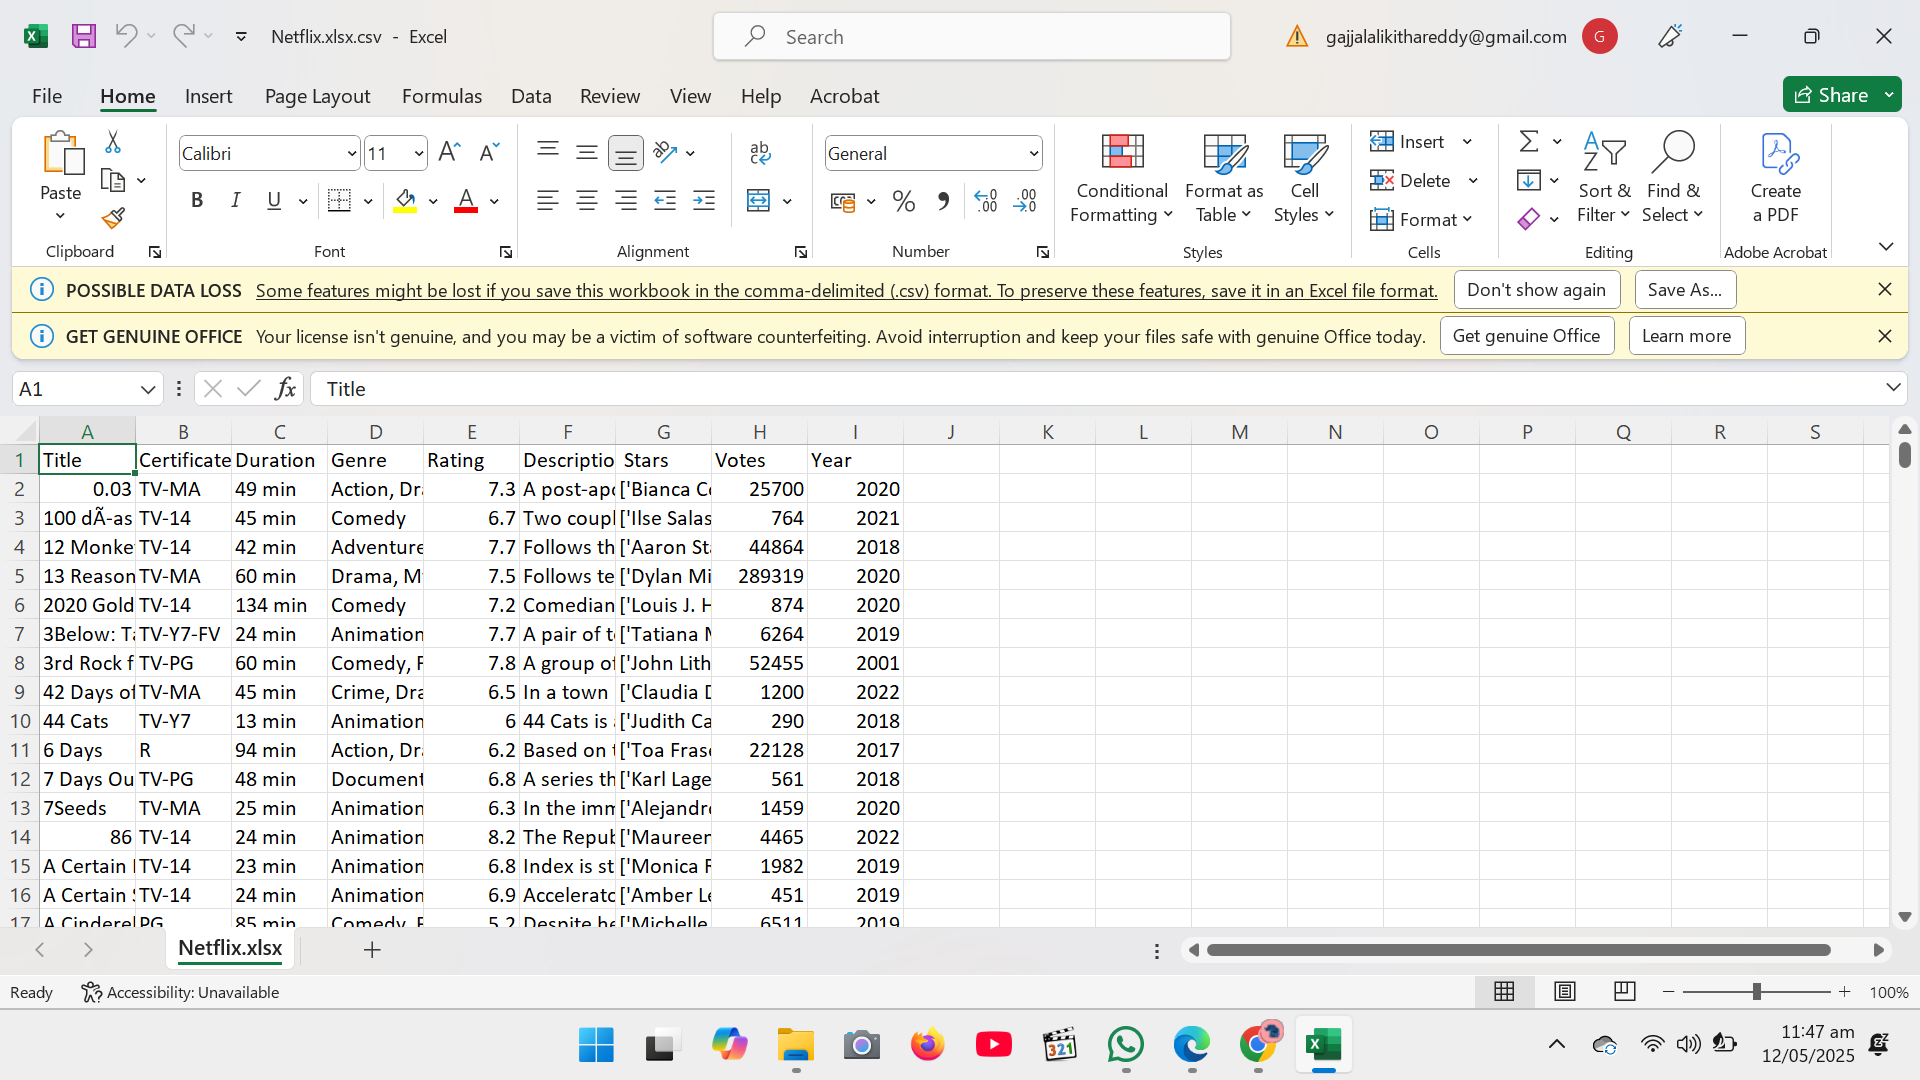 Netflix.xlsx.csv - Excel
Search
gajjalalikithareddy@gmail.com
G
File Home Insert Page Layout Formulas Data Review View Help Acrobat
Share
Paste
Clipboard
Calibri 11
B I U
Font
ab
Alignment
General
Number
Conditional Formatting
Format as Table
Cell Styles
Styles
Insert
Delete
Format
Cells
Sort & Filter
Find & Select
Editing
Create a PDF
Adobe Acrobat
POSSIBLE DATA LOSS Some features might be lost if you save this workbook in the comma-delimited (.csv) format. To preserve these features, save it in an Excel file format. Don't show again Save As...
GET GENUINE OFFICE Your license isn't genuine, and you may be a victim of software counterfeiting. Avoid interruption and keep your files safe with genuine Office today. Get genuine Office Learn more
A1 fx Title
A B C D E F G H I J K L M N O P Q R S
1 Title Certificate Duration Genre Rating Descriptio Stars Votes Year
2 0.03 TV-MA 49 min Action, Dra 7.3 A post-apo ['Bianca Co 25700 2020
3 100 dÃ-as TV-14 45 min Comedy 6.7 Two coupl ['Ilse Salas 764 2021
4 12 Monke TV-14 42 min Adventure 7.7 Follows th ['Aaron Sta 44864 2018
5 13 Reason TV-MA 60 min Drama, My 7.5 Follows te ['Dylan Mi 289319 2020
6 2020 Gold TV-14 134 min Comedy 7.2 Comedian ['Louis J. H 874 2020
7 3Below: Ta TV-Y7-FV 24 min Animation 7.7 A pair of te ['Tatiana M 6264 2019
8 3rd Rock f TV-PG 60 min Comedy, F 7.8 A group of ['John Lith 52455 2001
9 42 Days of TV-MA 45 min Crime, Dra 6.5 In a town ['Claudia D 1200 2022
10 44 Cats TV-Y7 13 min Animation 6 44 Cats is ['Judith Ca 290 2018
11 6 Days R 94 min Action, Dra 6.2 Based on t ['Toa Frase 22128 2017
12 7 Days Ou TV-PG 48 min Document 6.8 A series th ['Karl Lage 561 2018
13 7Seeds TV-MA 25 min Animation 6.3 In the imm ['Alejandro 1459 2020
14 86 TV-14 24 min Animation 8.2 The Repub ['Maureen 4465 2022
15 A Certain TV-14 23 min Animation 6.8 Index is st ['Monica R 1982 2019
16 A Certain S TV-14 24 min Animation 6.9 Accelerato ['Amber Le 451 2019
17 A Cinderel PG 85 min Comedy, F 5.2 Despite he ['Michelle 6511 2019
Netflix.xlsx
Ready Accessibility: Unavailable 100%
321
11:47 am
12/05/2025